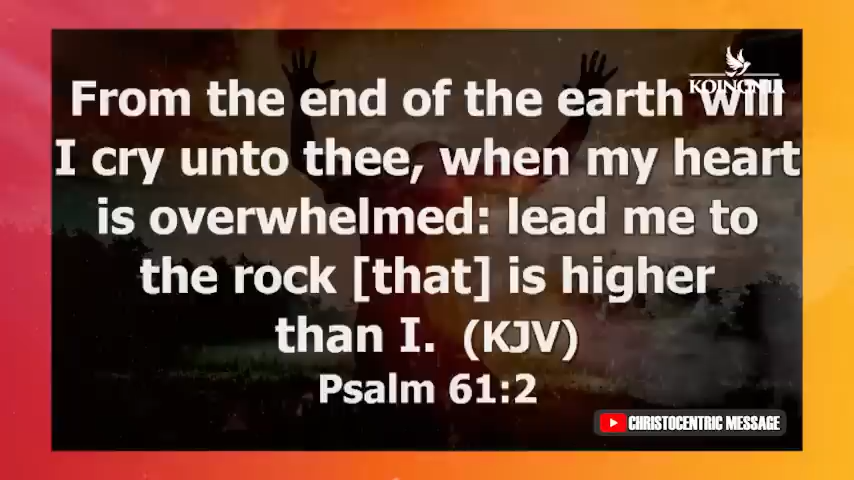 KOINONIA
From the end of the earth will
I cry unto thee, when my heart
is overwhelmed: lead me to
the rock [that] is higher
than I. (KJV)
Psalm 61:2
CHRISTOCENTRIC MESSAGE